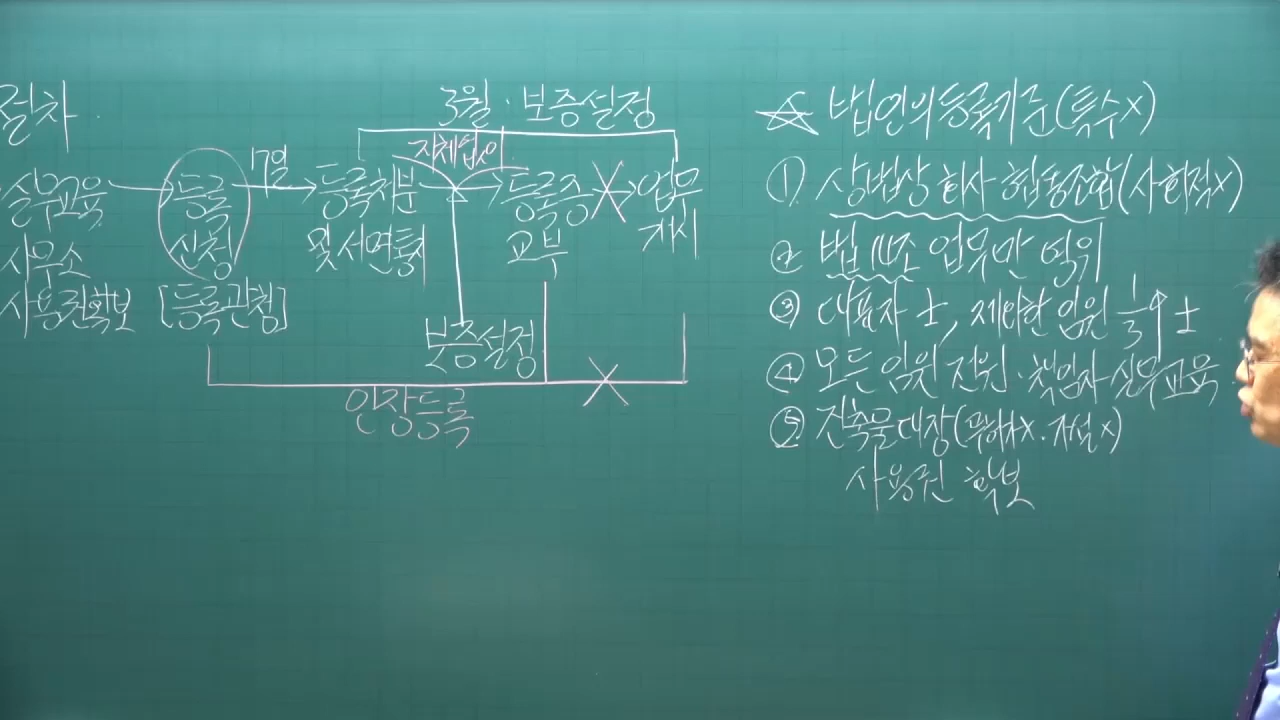 절차
3월 · 보증설정
지체없이
실무교육
사무소
사용권확보
등록
신청
[등록관청]
7일
등록처분
및 서면통지
등록증
교부
업무
개시
보증설정
인장등록
☆ 법인의 등록기준(특수x)
① 상법상 회사 협동조합(사회적x)
② 법 14조 업무만 영위
③ 대표자 士, 제외한 임원 1/3↑ 士
④ 모든 임원 전원 · 책임자 실무교육
⑤ 건축물대장(무허가x · 가설x)
사용권 확보